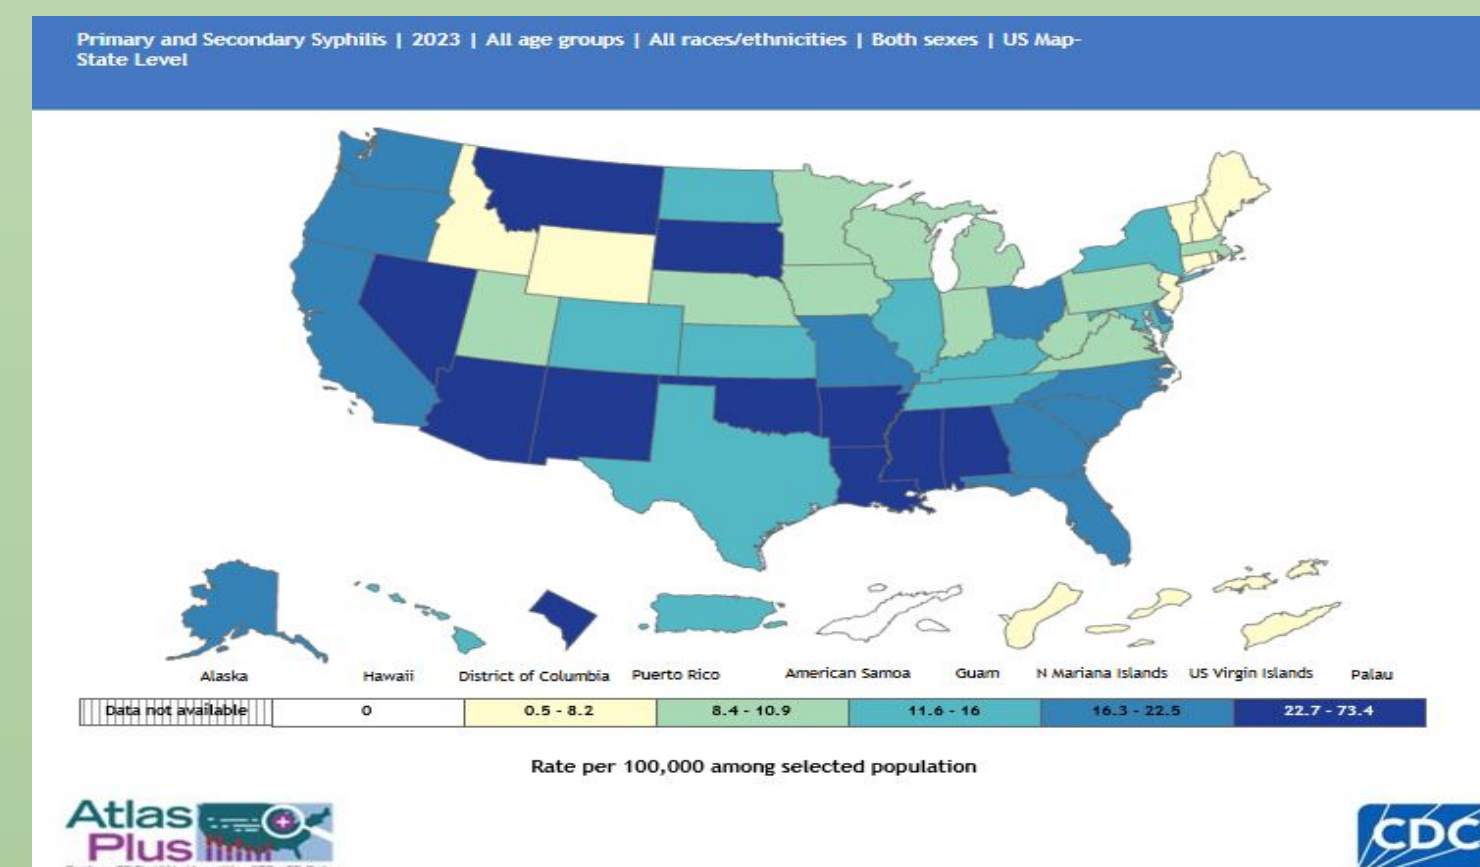 Primary and Secondary Syphilis | 2023 | All age groups | All races/ethnicities | Both sexes | US Map-
State Level
Alaska
Hawaii
District of Columbia
Puerto Rico
American Samoa
Guam
N Mariana Islands
US Virgin Islands
Palau
Data not available
0
0.5 - 8.2
8.4 - 10.9
11.6 - 16
16.3 - 22.5
22.7 - 73.4
Rate per 100,000 among selected population
Atlas
Plus
CDC